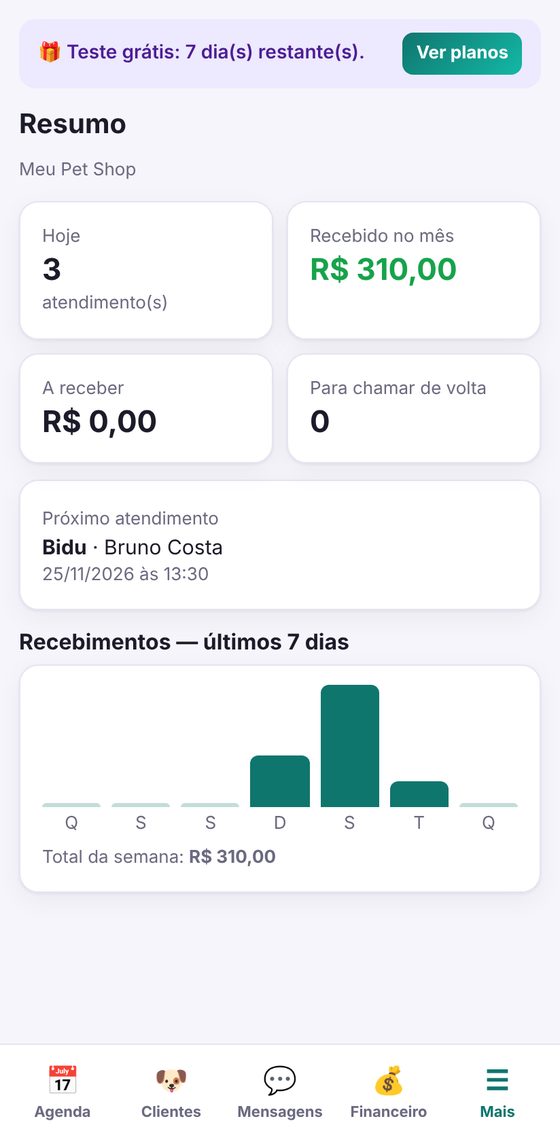 🎁 Teste grátis: 7 dia(s) restante(s).
Ver planos
Resumo
Meu Pet Shop
Hoje
3
atendimento(s)
Recebido no mês
R$ 310,00
A receber
R$ 0,00
Para chamar de volta
0
Próximo atendimento
Bidu · Bruno Costa
25/11/2026 às 13:30
Recebimentos — últimos 7 dias
Q S S D S T Q
Total da semana: R$ 310,00
July
17
Agenda
Clientes
Mensagens
Financeiro
Mais